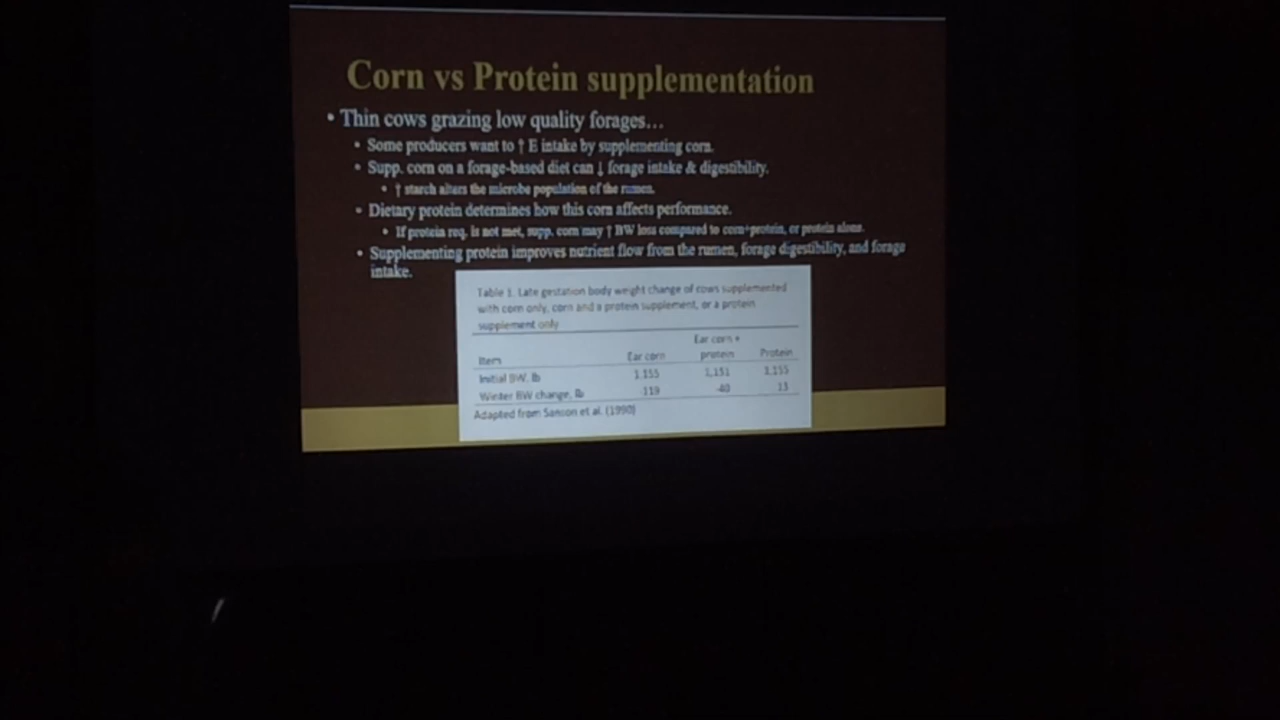 Corn vs Protein supplementation
• Thin cows grazing low quality forages…
• Some producers want to ↑ E intake by supplementing corn.
• Supp. corn on a forage-based diet can ↓ forage intake & digestibility.
• ↑ starch alters the microbe population of the rumen.
• Dietary protein determines how this corn affects performance.
• If protein req. is not met, supp. corn may ↑ BW loss compared to corn+protein, or protein alone.
• Supplementing protein improves nutrient flow from the rumen, forage digestibility, and forage
intake.
Table 1. Late gestation body weight change of cows supplemented
with corn only, corn and a protein supplement, or a protein
supplement only
Item Ear corn Ear corn + protein Protein
Initial BW, lb 1,155 1,151 1,155
Winter BW change, lb -119 -40 13
Adapted from Sanson et al. (1990)